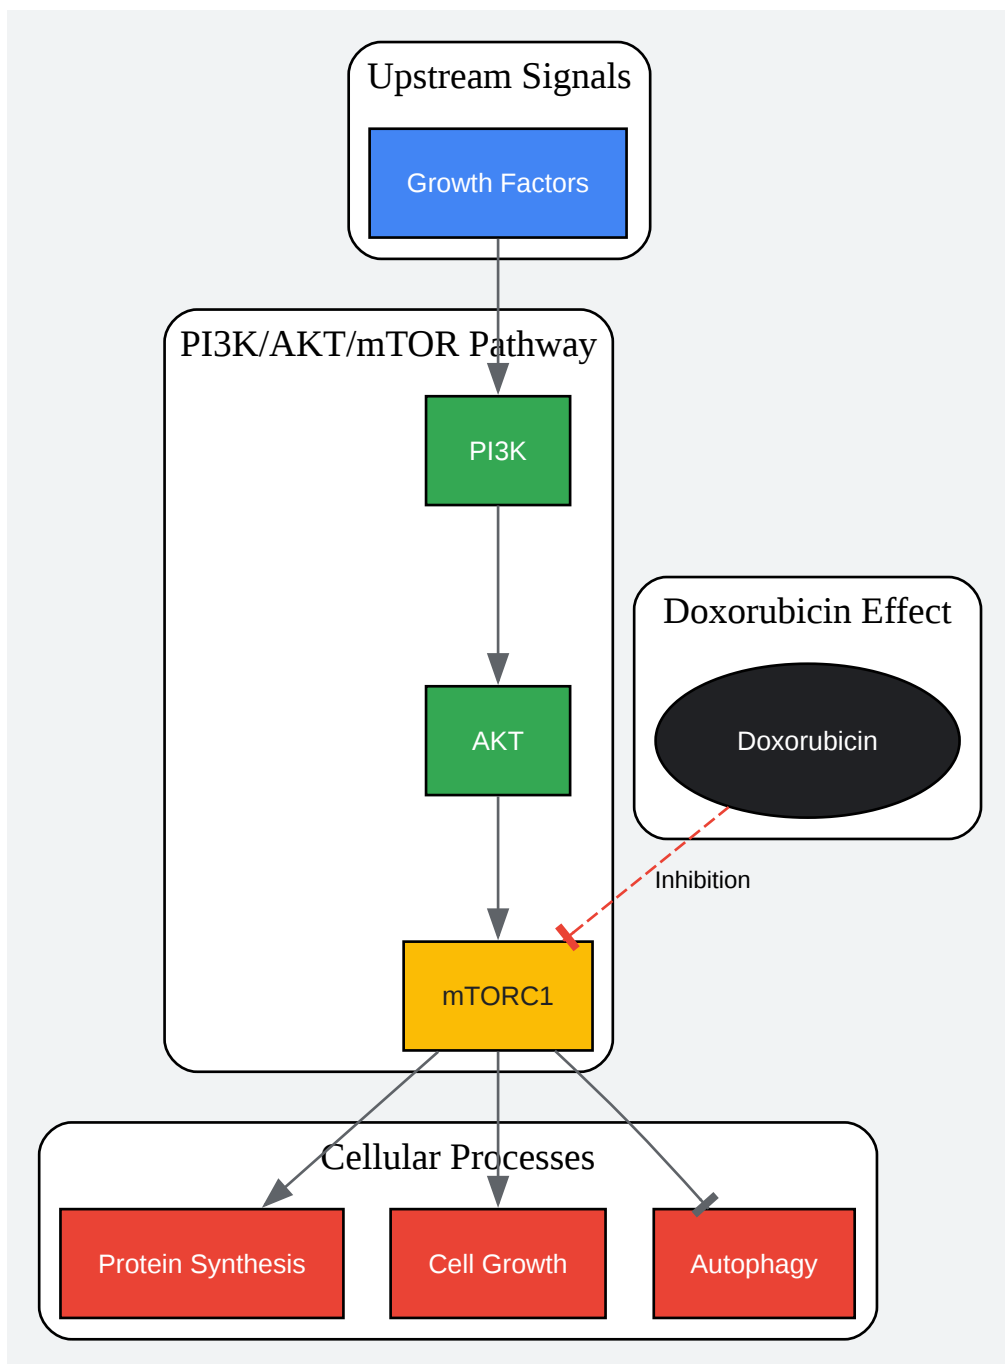 Upstream Signals
Growth Factors
PI3K/AKT/mTOR Pathway
PI3K
Doxorubicin Effect
AKT
Doxorubicin
Inhibition
mTORC1
Cellular Processes
Protein Synthesis
Cell Growth
Autophagy